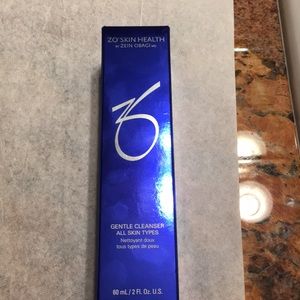 ZO® SKIN HEALTH
BY ZEIN OBAGI MD
ZO
GENTLE CLEANSER
ALL SKIN TYPES
Nettoyant doux
tous types de peau
60 mL / 2 Fl. Oz. U.S.